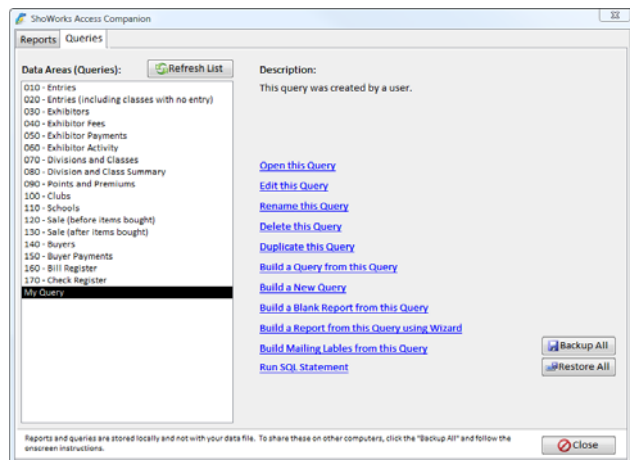 ShoWorks Access Companion
Reports Queries
Data Areas (Queries): Refresh List
010 - Entries
020 - Entries (including classes with no entry)
030 - Exhibitors
040 - Exhibitor Fees
050 - Exhibitor Payments
060 - Exhibitor Activity
070 - Divisions and Classes
080 - Division and Class Summary
090 - Points and Premiums
100 - Clubs
110 - Schools
120 - Sale (before items bought)
130 - Sale (after items bought)
140 - Buyers
150 - Buyer Payments
160 - Bill Register
170 - Check Register
My Query
Description:
This query was created by a user.
Open this Query
Edit this Query
Rename this Query
Delete this Query
Duplicate this Query
Build a Query from this Query
Build a New Query
Build a Blank Report from this Query
Build a Report from this Query using Wizard
Build Mailing Lables from this Query
Run SQL Statement
Backup All
Restore All
Reports and queries are stored locally and not with your data file. To share these on other computers, click the "Backup All" and follow the
onscreen instructions.
Close